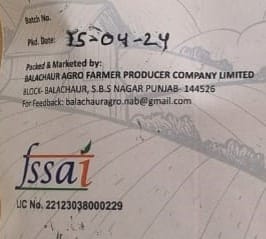 Batch No.
Pkd. Date: 15-04-24
Packed & Marketed by:
BALACHAUR AGRO FARMER PRODUCER COMPANY LIMITED
BLOCK- BALACHAUR, S.B.S NAGAR PUNJAB- 144526
For Feedback: balachauragro.nab@gmail.com
fssai
LIC No. 22123038000229